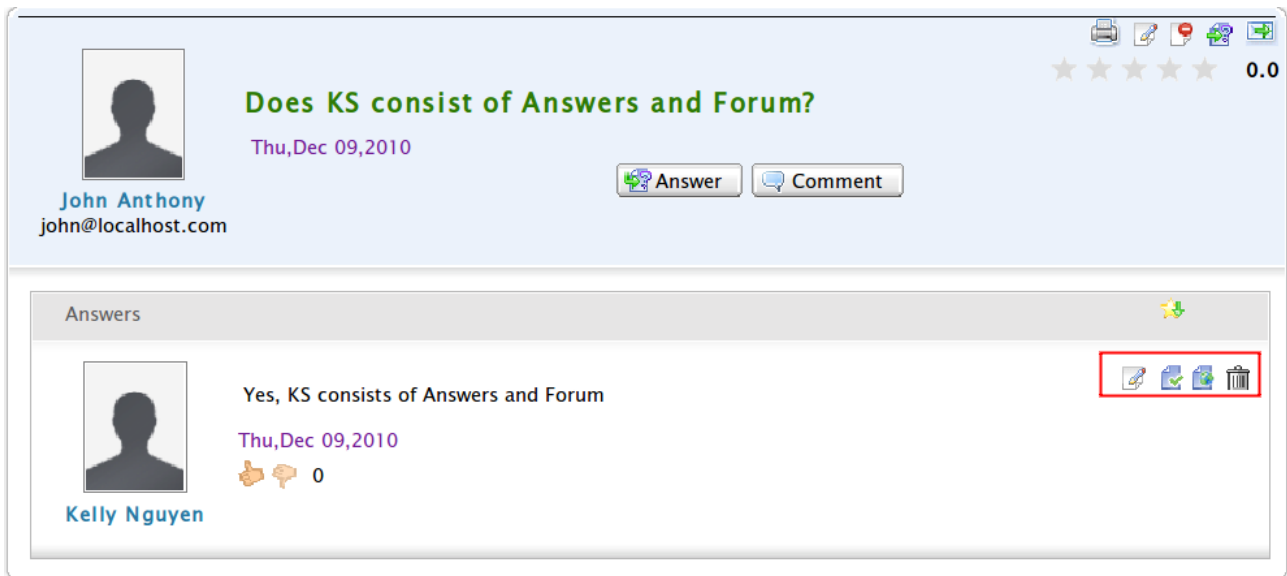 0.0
Does KS consist of Answers and Forum?
Thu,Dec 09,2010
Answer Comment
John Anthony
john@localhost.com
Answers
Yes, KS consists of Answers and Forum
Thu,Dec 09,2010
0
Kelly Nguyen